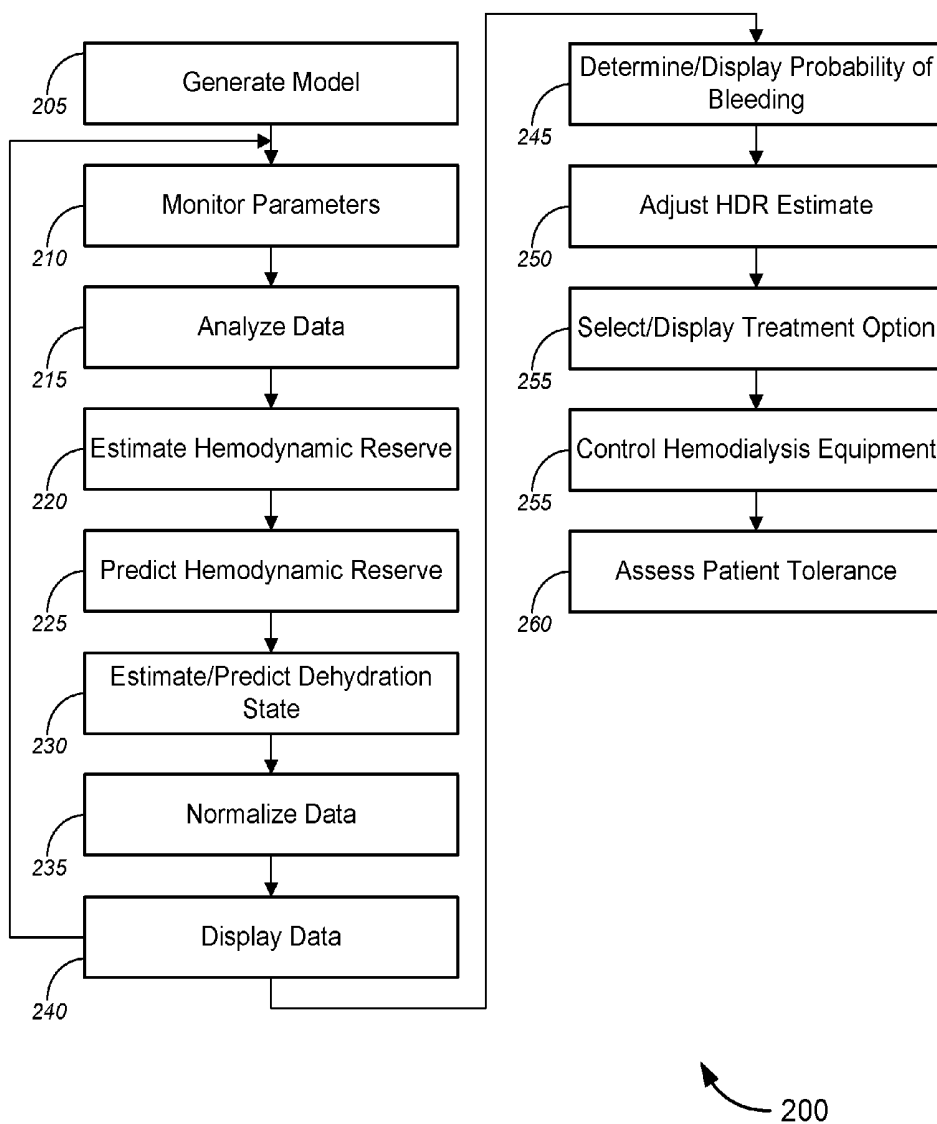 Generate Model
205
Monitor Parameters
210
Analyze Data
215
Estimate Hemodynamic Reserve
220
Predict Hemodynamic Reserve
225
Estimate/Predict Dehydration
State
230
Normalize Data
235
Display Data
240
Determine/Display Probability of
Bleeding
245
Adjust HDR Estimate
250
Select/Display Treatment Option
255
Control Hemodialysis Equipment
255
Assess Patient Tolerance
260
200